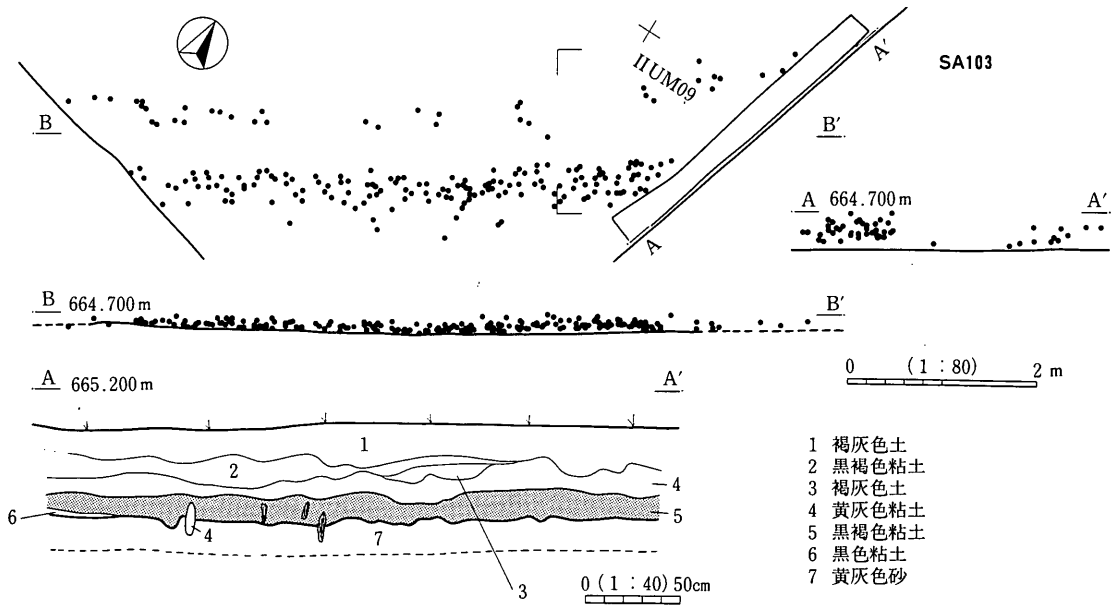 SA103
IIUM09
A'
A
B
B'
A 664.700m A'
B 664.700m B'
0 (1:80) 2m
A 665.200m A'
1
2
4
5
6
4
7
3
0 (1:40) 50cm
1 褐灰色土
2 黒褐色粘土
3 褐灰色土
4 黄灰色粘土
5 黒褐色粘土
6 黒色粘土
7 黄灰色砂